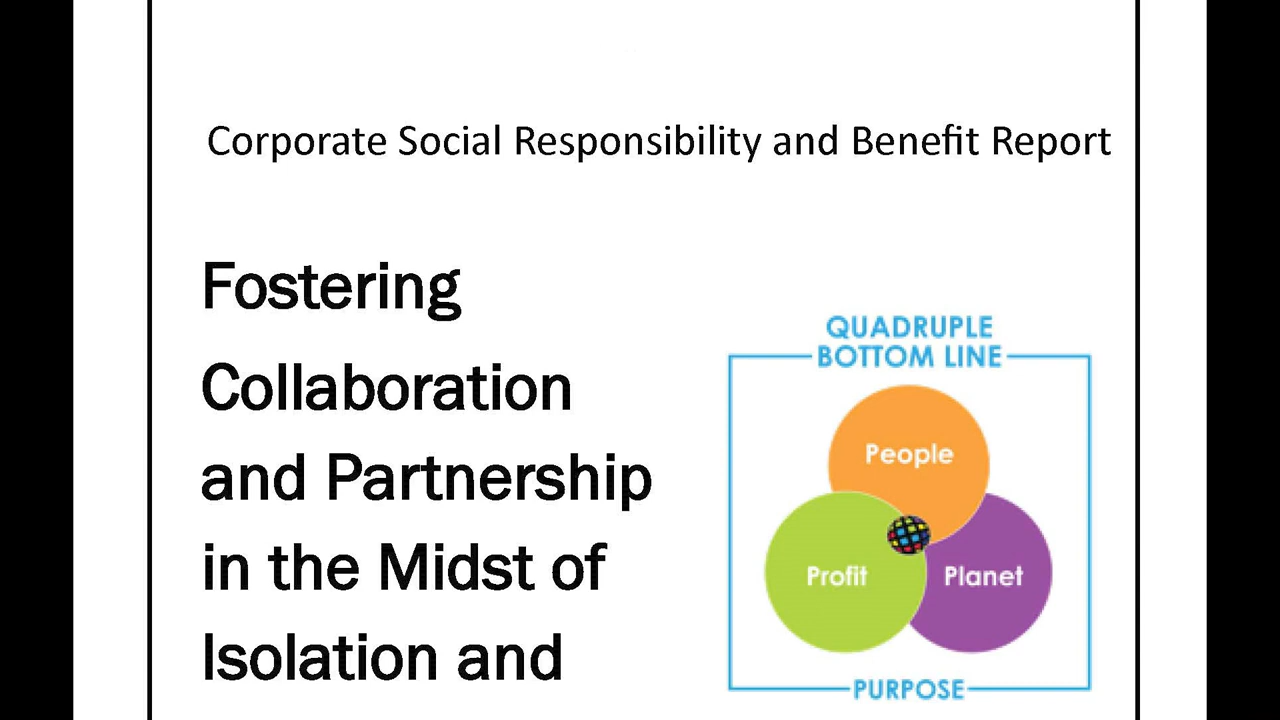 Corporate Social Responsibility and Benefit Report
Fostering
Collaboration
and Partnership
in the Midst of
Isolation and
QUADRUPLE
BOTTOM LINE
People
Profit
Planet
PURPOSE